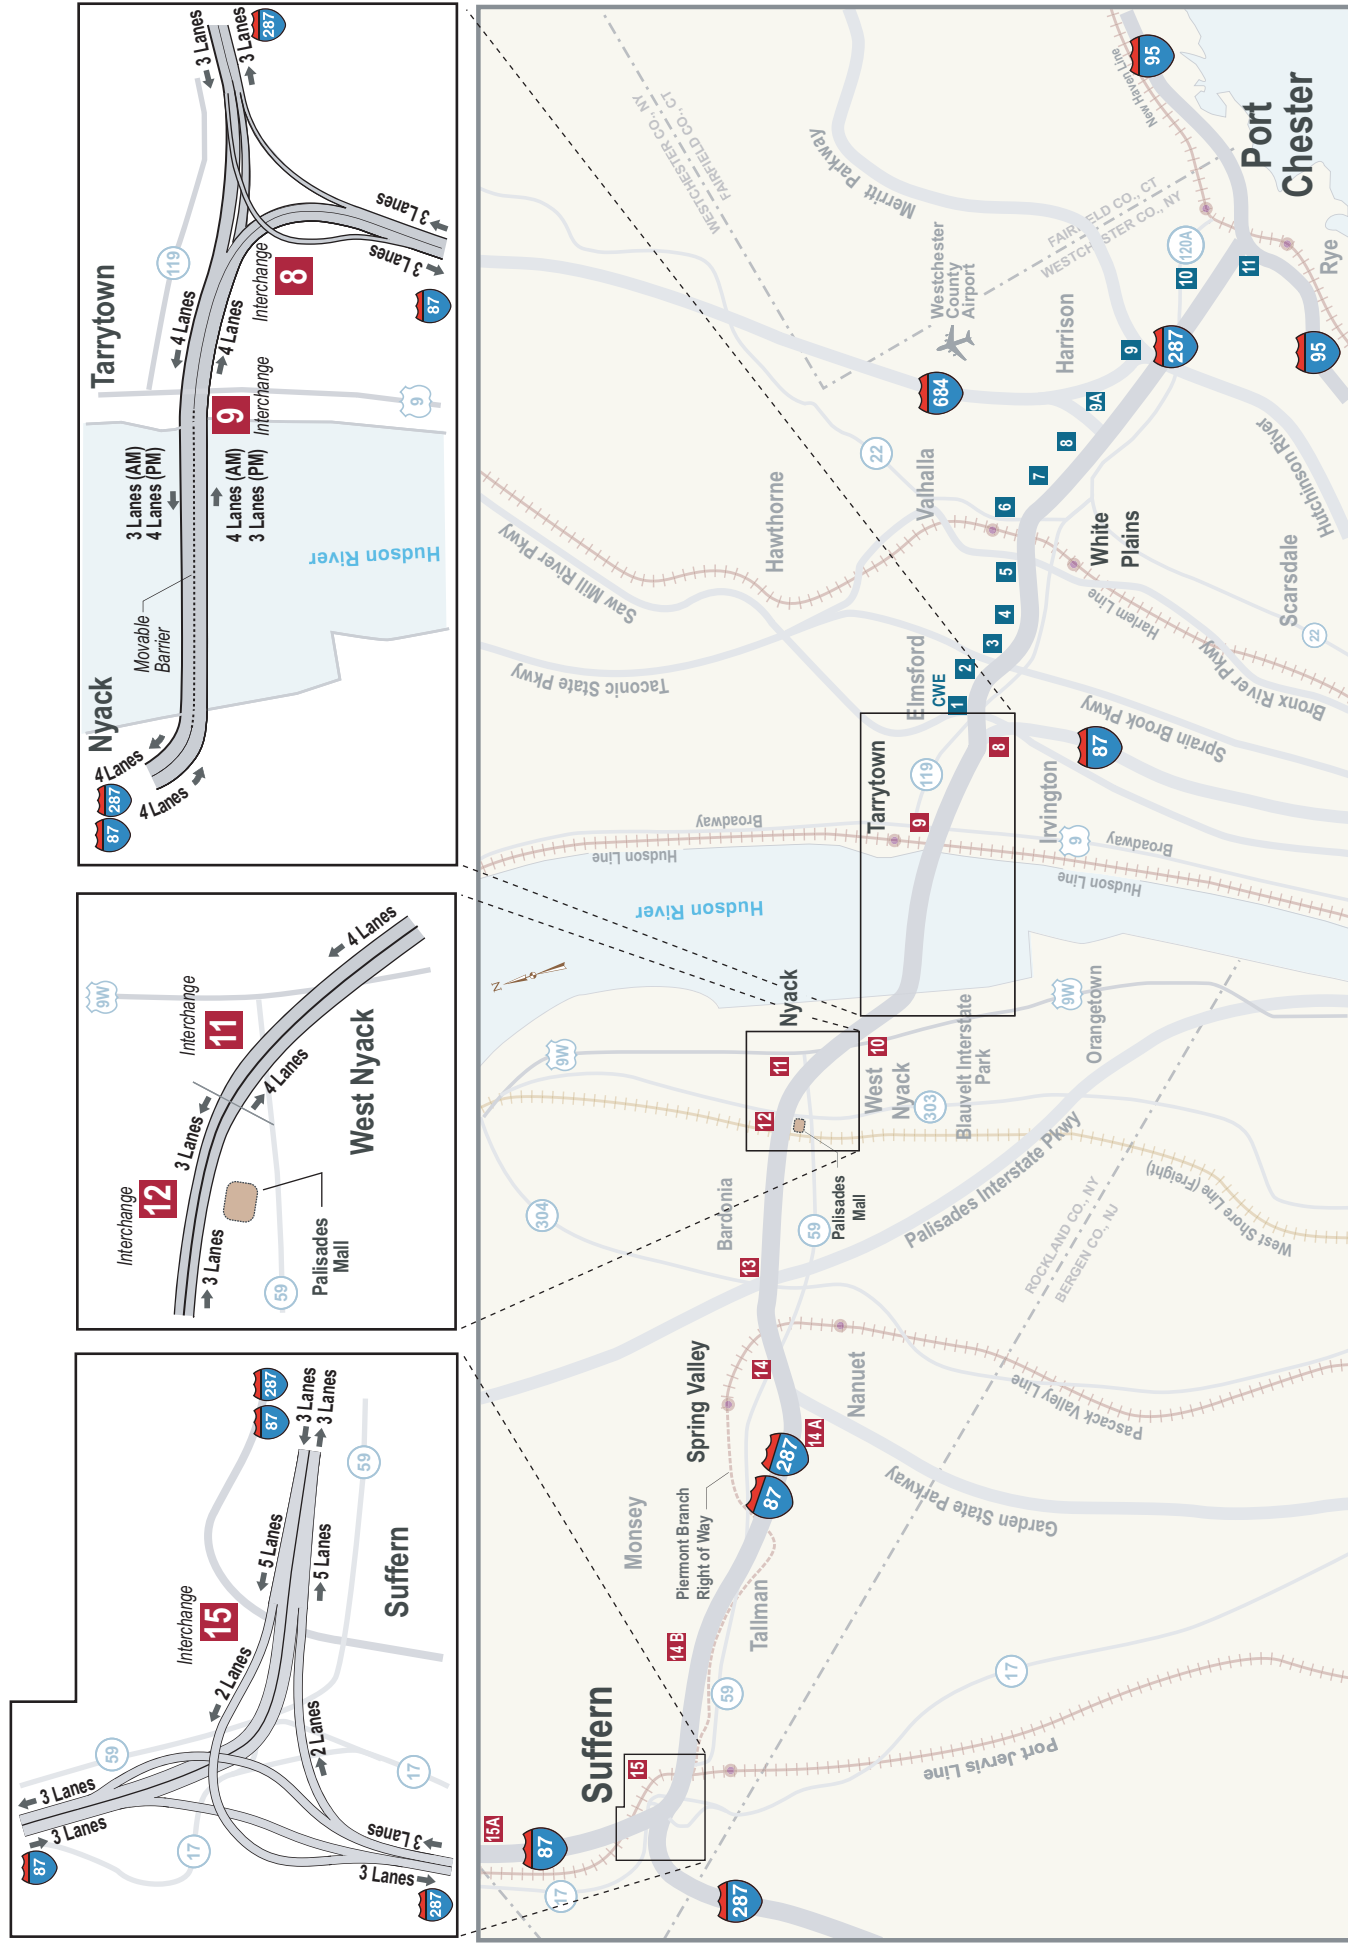 Suffern
Interchange
15
87
287
59
17
17
59
87
287
3 Lanes
3 Lanes
2 Lanes
5 Lanes
3 Lanes
3 Lanes
5 Lanes
2 Lanes
3 Lanes
3 Lanes
87
287
West Nyack
Interchange
12
Interchange
11
9W
59
3 Lanes
3 Lanes
4 Lanes
4 Lanes
Palisades
Mall
Nyack
Tarrytown
87
287
4 Lanes
4 Lanes
Movable
Barrier
3 Lanes (AM)
4 Lanes (PM)
4 Lanes (AM)
3 Lanes (PM)
Hudson River
9
Interchange
9
4 Lanes
4 Lanes
119
Interchange
8
3 Lanes
3 Lanes
287
3 Lanes
3 Lanes
87
15A
87
17
287
Suffern
15
14 B
59
Tallman
Monsey
Piermont Branch
Right of Way
Port Jervis Line
17
87
287
14 A
Spring Valley
14
Nanuet
Garden State Parkway
Pascack Valley Line
13
Bardonia
304
59
Palisades
Mall
Palisades Interstate Pkwy
ROCKLAND CO., NY
BERGEN CO., NJ
West Shore Line (Freight)
12
11
9W
Nyack
10
West
Nyack
303
Blauvelt Interstate
Park
9W
Orangetown
N
S
Hudson River
Hudson Line
Broadway
Hudson Line
Broadway
9
Tarrytown
9
119
8
Irvington
87
Elmsford
CWE
1
2
3
4
5
6
7
8
9A
9
10
11
Taconic State Pkwy
Saw Mill River Pkwy
Hawthorne
Valhalla
22
Sprain Brook Pkwy
Bronx River Pkwy
Harlem Line
White
Plains
Scarsdale
22
Hutchinson River
684
Westchester
County
Airport
Harrison
287
95
Rye
120A
Merritt Parkway
WESTCHESTER CO., NY
FAIRFIELD CO., CT
FAIRFIELD CO., CT
WESTCHESTER CO., NY
New Haven Line
95
Port
Chester